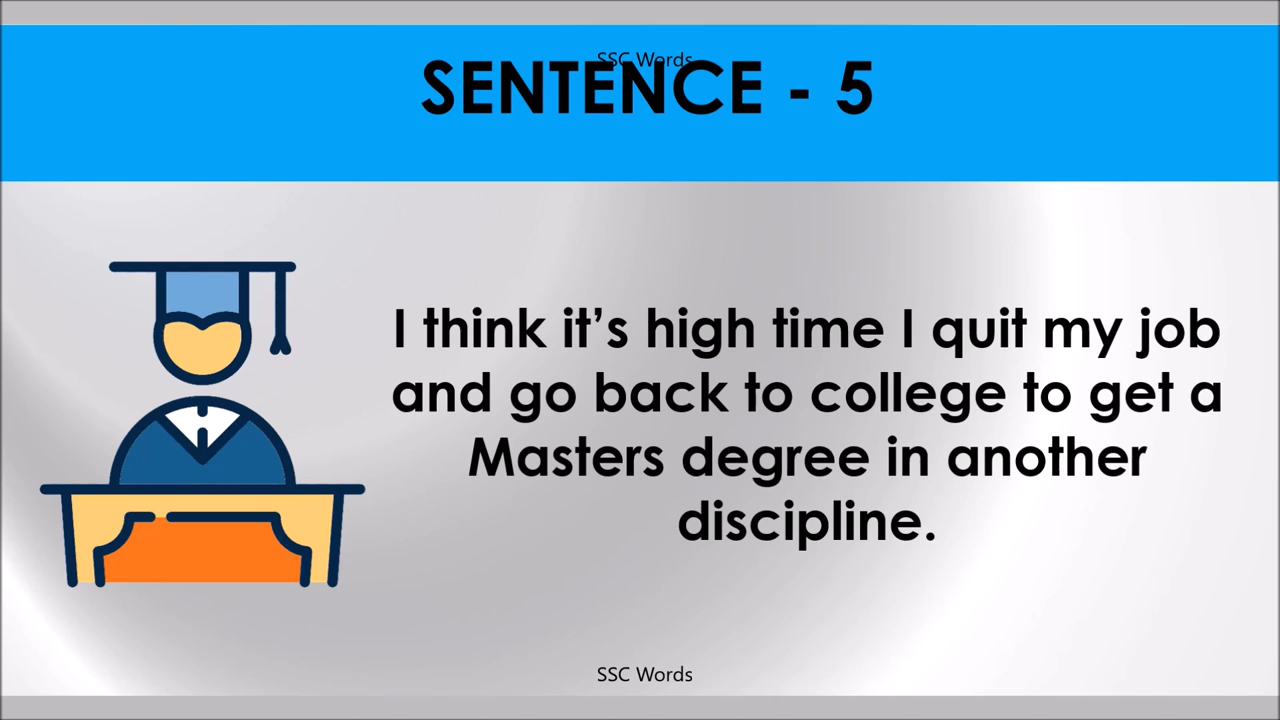 SSC Words
SENTENCE - 5
I think it’s high time I quit my job
and go back to college to get a
Masters degree in another
discipline.
SSC Words